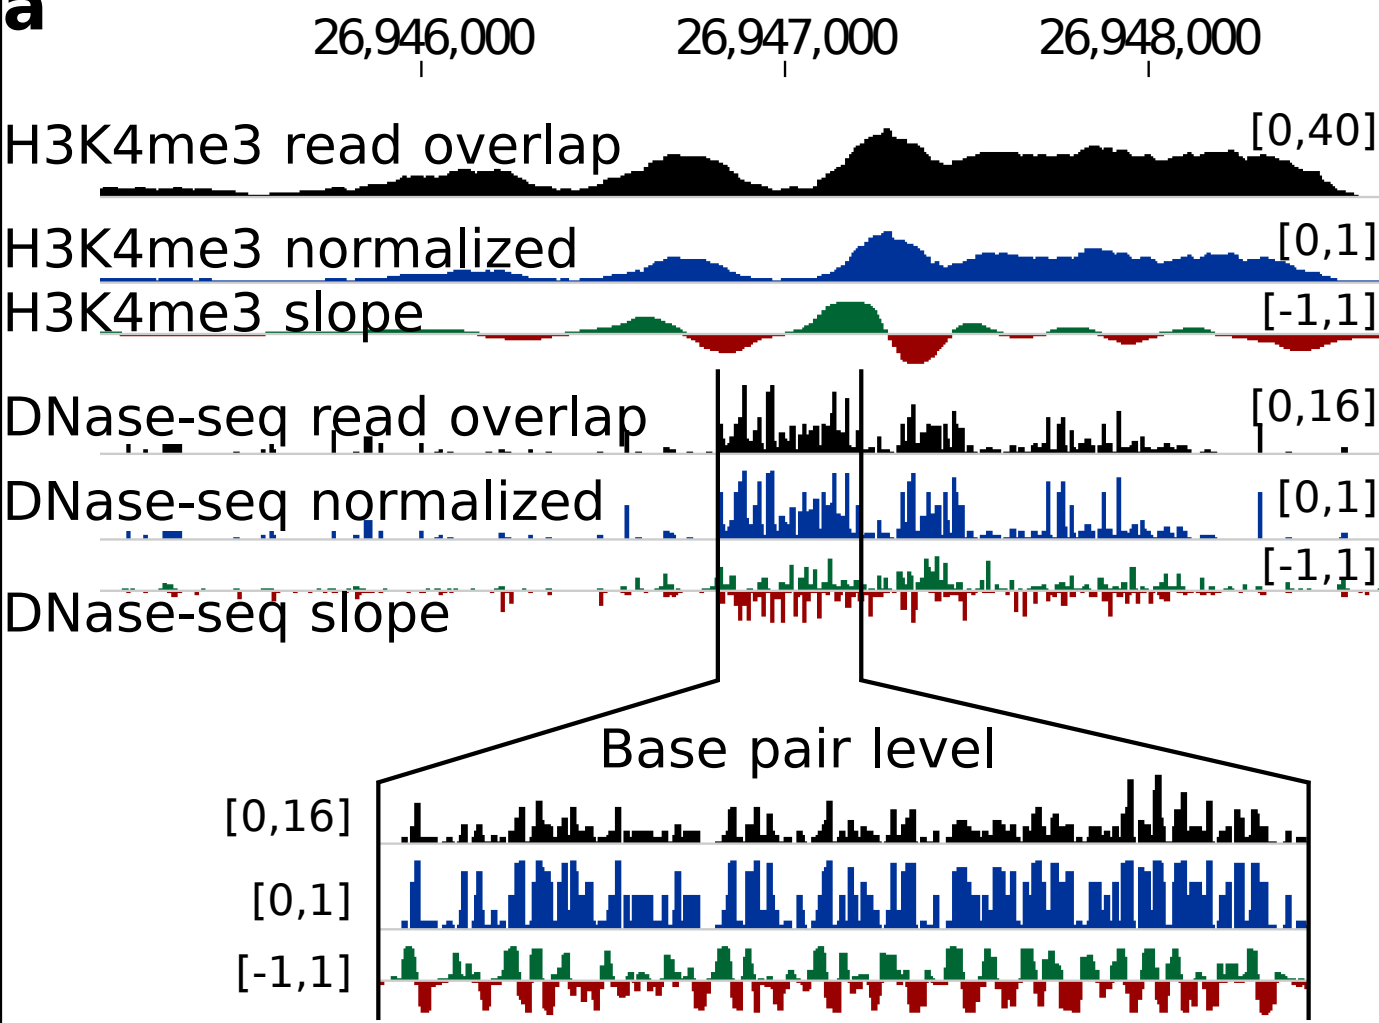 a
26,946,000 26,947,000 26,948,000
H3K4me3 read overlap [0,40]
H3K4me3 normalized [0,1]
H3K4me3 slope [-1,1]
DNase-seq read overlap [0,16]
DNase-seq normalized [0,1]
[-1,1]
DNase-seq slope
Base pair level
[0,16]
[0,1]
[-1,1]